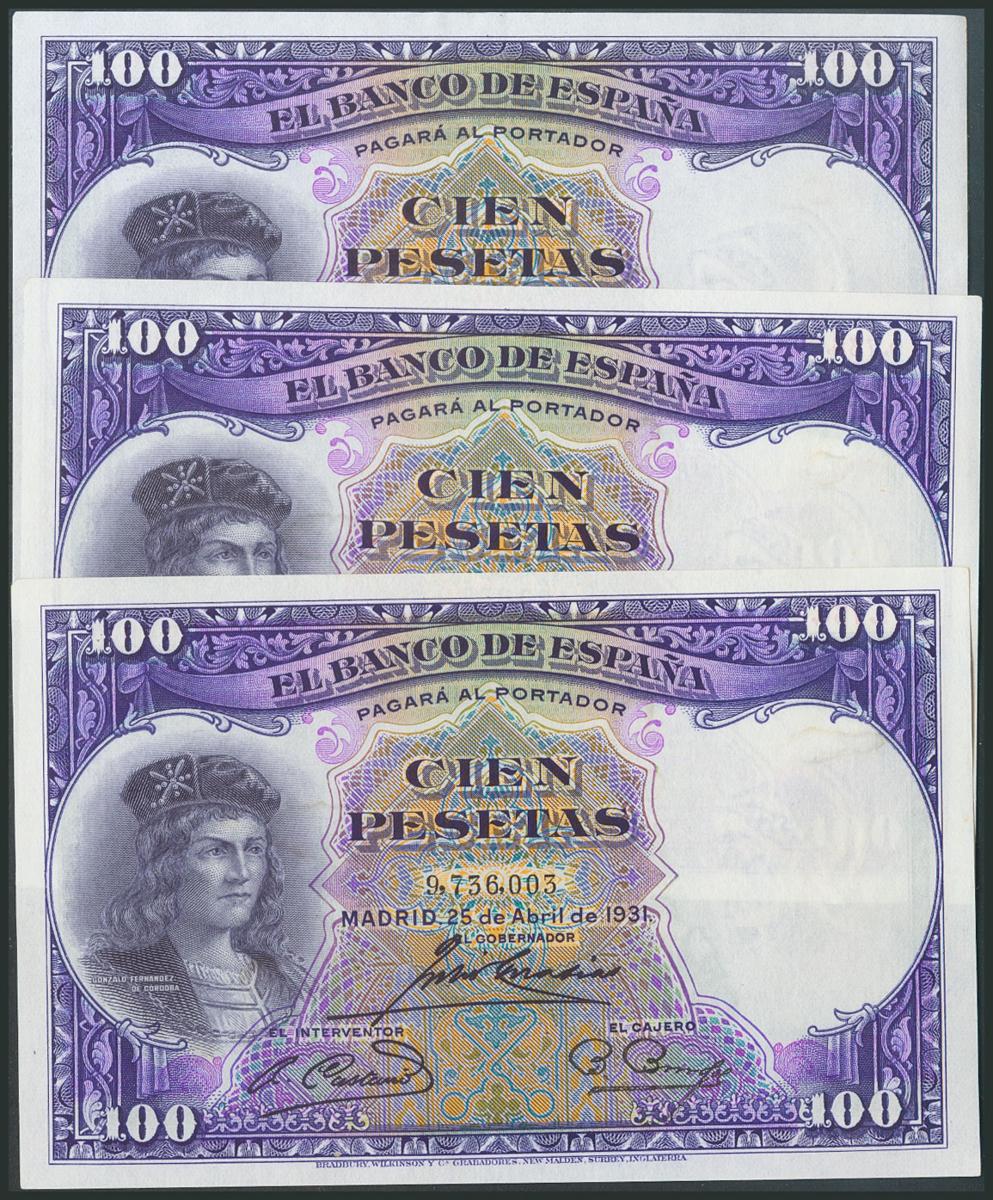 100 100
EL BANCO DE ESPAÑA
PAGARÁ AL PORTADOR
CIEN
PESETAS
100 100
EL BANCO DE ESPAÑA
PAGARÁ AL PORTADOR
CIEN
PESETAS
100 100
EL BANCO DE ESPAÑA
PAGARÁ AL PORTADOR
CIEN
PESETAS
9,736,003
MADRID 25 de Abril de 1931
EL GOBERNADOR
GONZALO FERNANDEZ
DE CORDOBA
EL INTERVENTOR EL CAJERO
100 100
BRADBURY, WILKINSON Y Cª GRABADORES, NEW MALDEN, SURREY, INGLATERRA